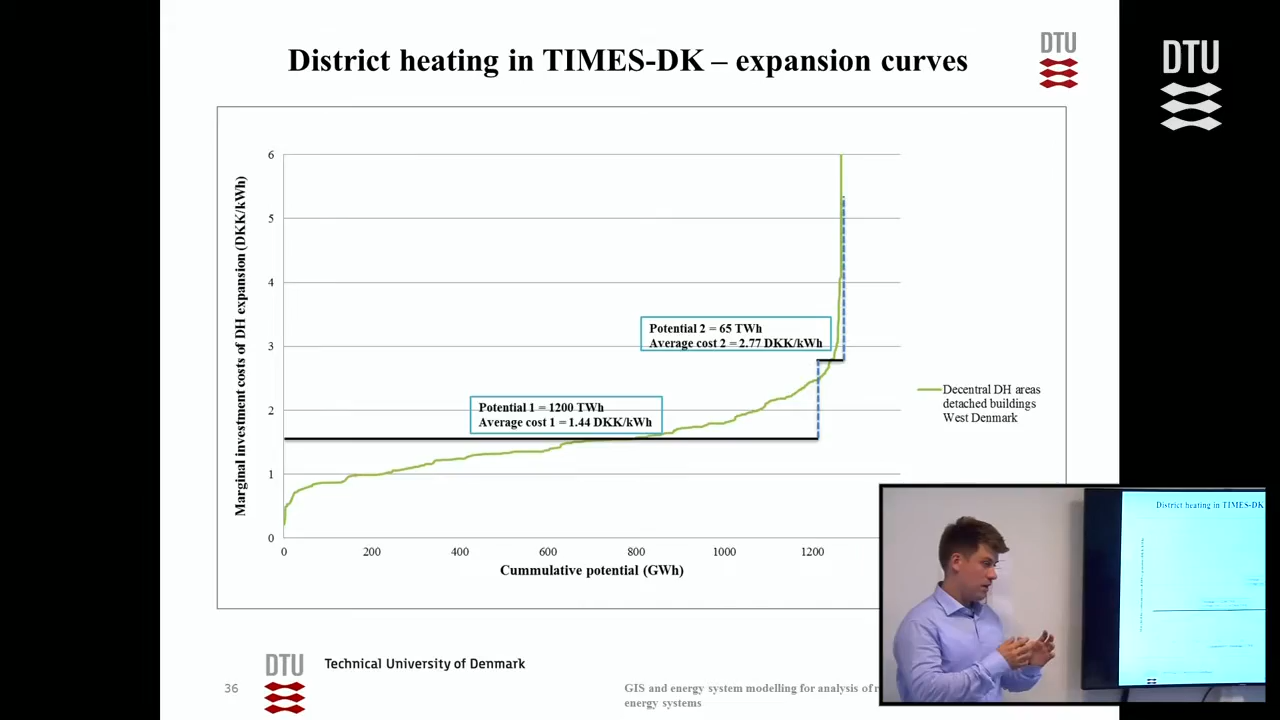 District heating in TIMES-DK – expansion curves
DTU
DTU
Marginal investment costs of DH expansion (DKK/kWh)
6
5
4
3
2
1
0
Potential 2 = 65 TWh
Average cost 2 = 2.77 DKK/kWh
Potential 1 = 1200 TWh
Average cost 1 = 1.44 DKK/kWh
Decentral DH areas
detached buildings
West Denmark
0 200 400 600 800 1000 1200
Cummulative potential (GWh)
District heating in TIMES-DK
36
DTU
Technical University of Denmark
GIS and energy system modelling for analysis of
energy systems